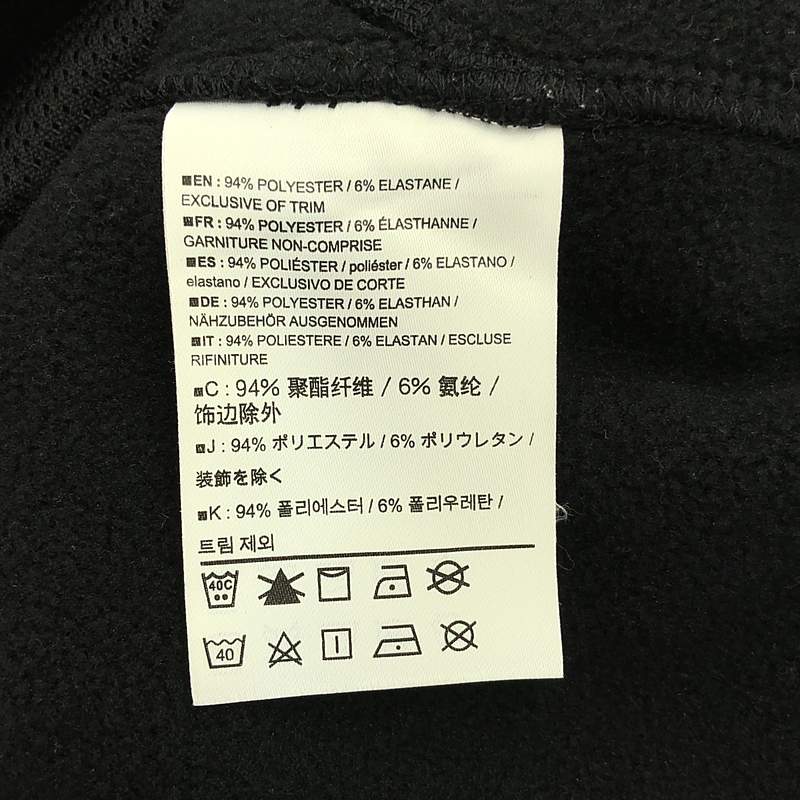 EN : 94% POLYESTER / 6% ELASTANE /
EXCLUSIVE OF TRIM
FR : 94% POLYESTER / 6% ÉLASTHANNE /
GARNITURE NON-COMPRISE
ES : 94% POLIÉSTER / poliéster / 6% ELASTANO /
elastano / EXCLUSIVO DE CORTE
DE : 94% POLYESTER / 6% ELASTHAN /
NÄHZUBEHÖR AUSGENOMMEN
IT : 94% POLIESTERE / 6% ELASTAN / ESCLUSE
RIFINITURE
C : 94% 聚酯纤维 / 6% 氨纶 /
饰边除外
J : 94% ポリエステル / 6% ポリウレタン /
装飾を除く
K : 94% 폴리에스터 / 6% 폴리우레탄 /
트림 제외
40C
40